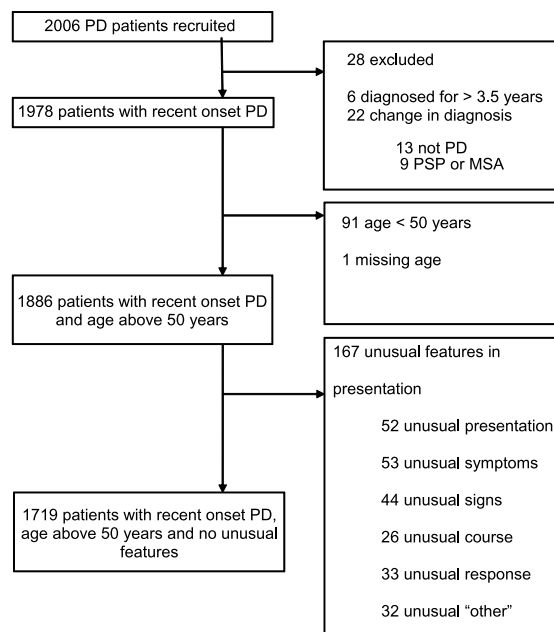 2006 PD patients recruited
28 excluded
6 diagnosed for > 3.5 years
22 change in diagnosis
13 not PD
9 PSP or MSA
1978 patients with recent onset PD
91 age < 50 years
1 missing age
1886 patients with recent onset PD
and age above 50 years
167 unusual features in
presentation
52 unusual presentation
53 unusual symptoms
44 unusual signs
26 unusual course
33 unusual response
32 unusual “other”
1719 patients with recent onset PD,
age above 50 years and no unusual
features